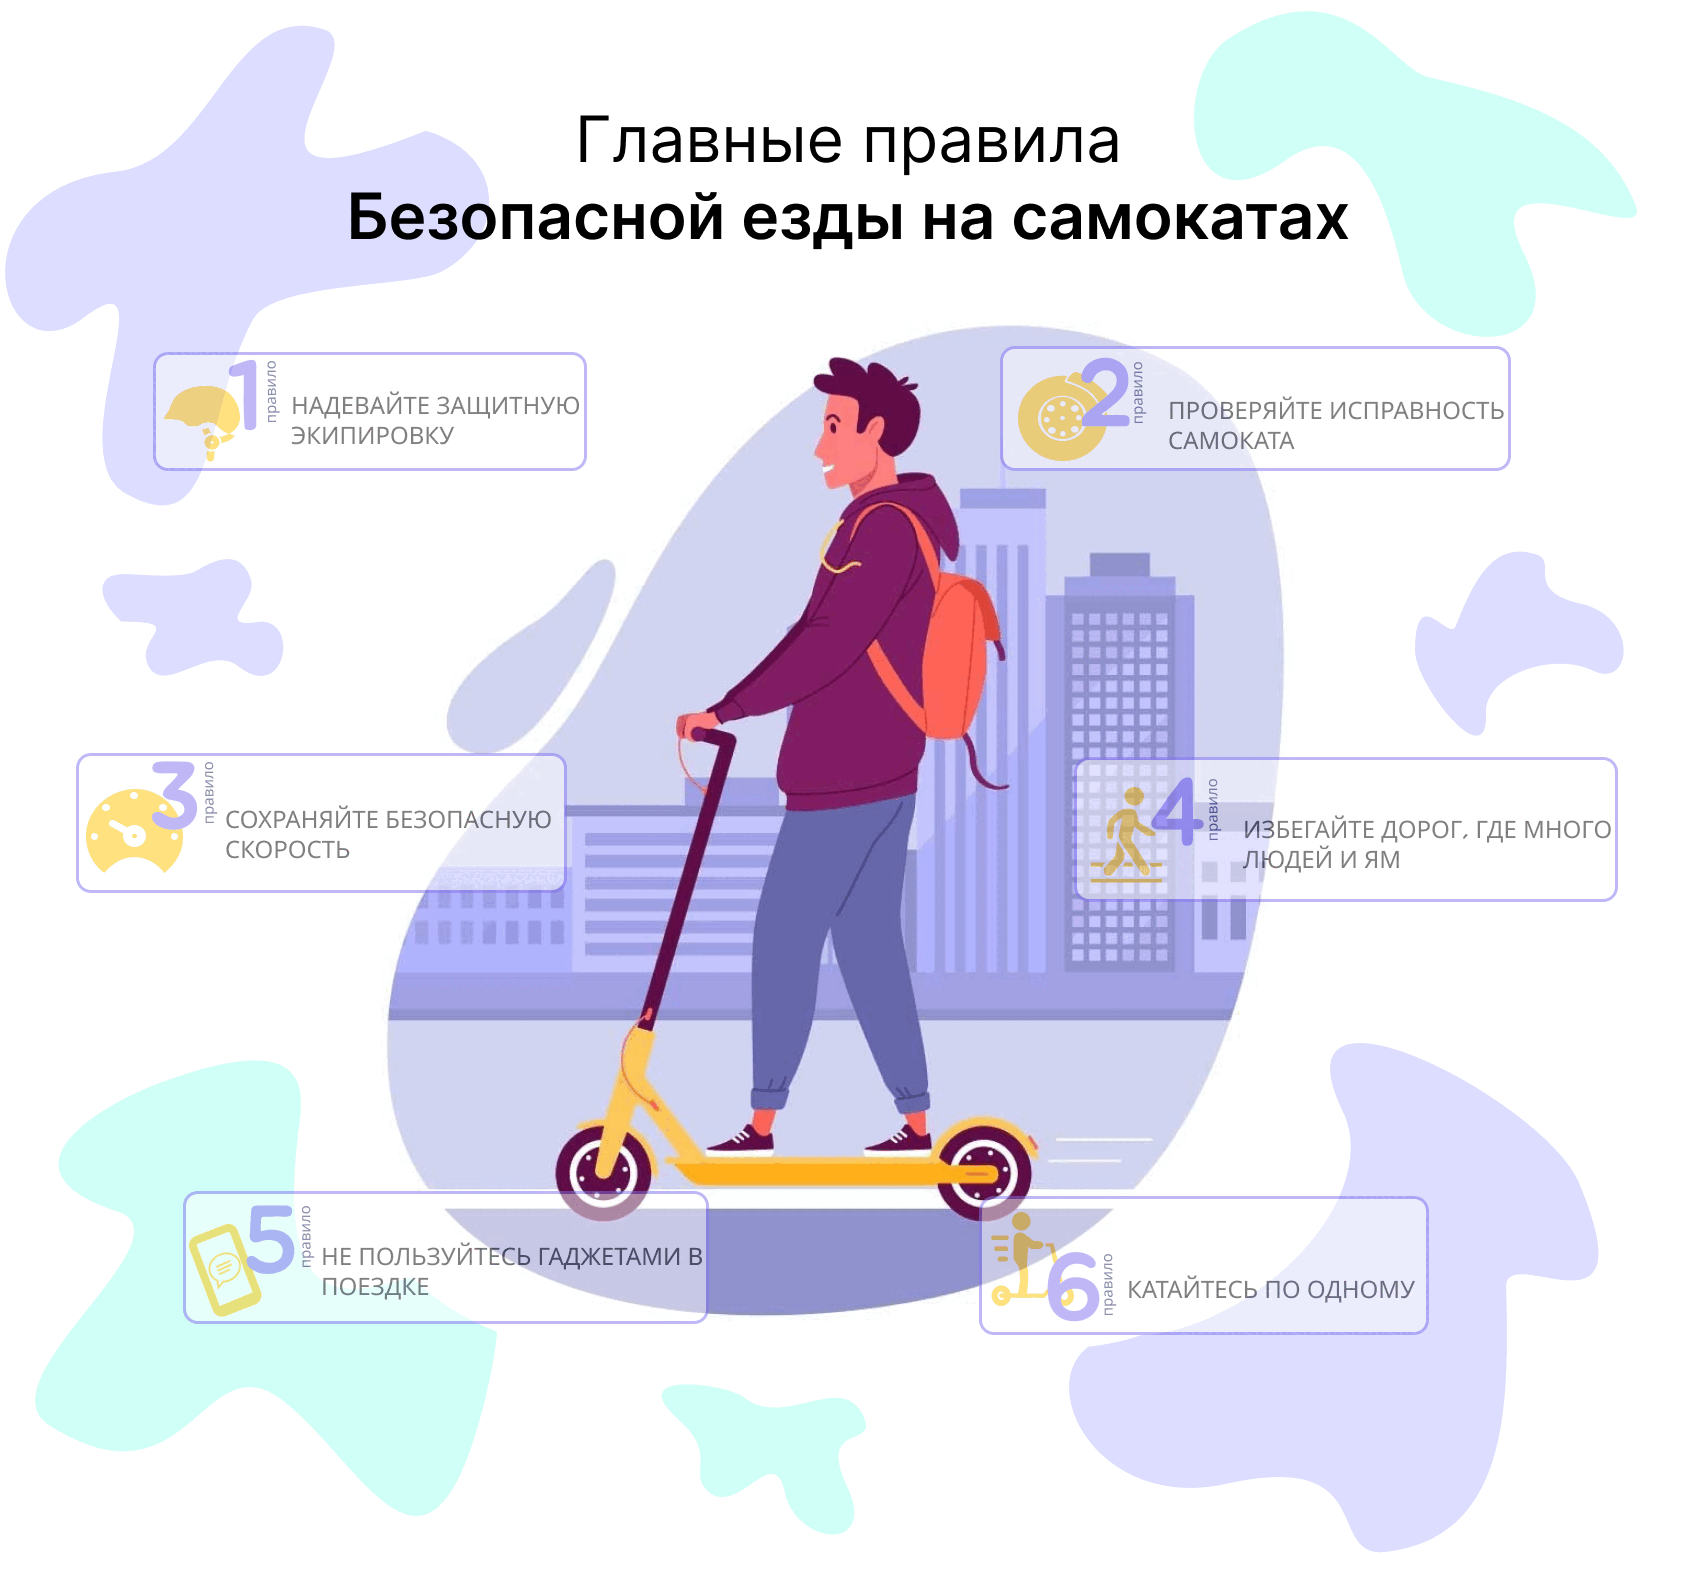 Главные правила
Безопасной езды на самокатах
1
правило
НАДЕВАЙТЕ ЗАЩИТНУЮ
ЭКИПИРОВКУ
2
правило
ПРОВЕРЯЙТЕ ИСПРАВНОСТЬ
САМОКАТА
3
правило
СОХРАНЯЙТЕ БЕЗОПАСНУЮ
СКОРОСТЬ
4
правило
ИЗБЕГАЙТЕ ДОРОГ, ГДЕ МНОГО
ЛЮДЕЙ И ЯМ
5
правило
НЕ ПОЛЬЗУЙТЕСЬ ГАДЖЕТАМИ В
ПОЕЗДКЕ
6
правило
КАТАЙТЕСЬ ПО ОДНОМУ